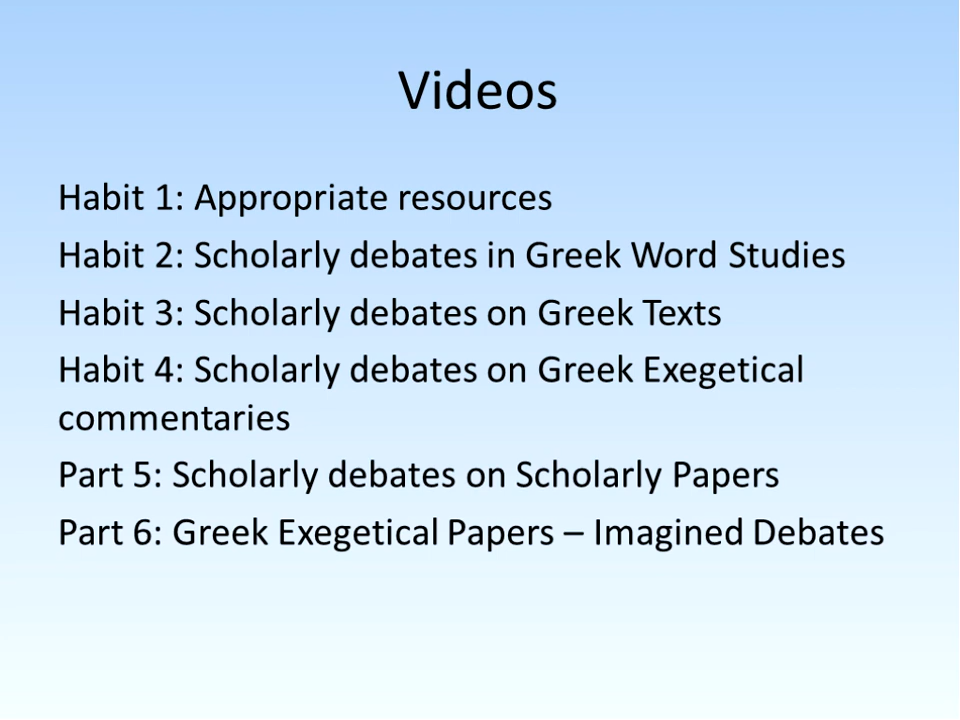 Videos
Habit 1: Appropriate resources
Habit 2: Scholarly debates in Greek Word Studies
Habit 3: Scholarly debates on Greek Texts
Habit 4: Scholarly debates on Greek Exegetical
commentaries
Part 5: Scholarly debates on Scholarly Papers
Part 6: Greek Exegetical Papers – Imagined Debates